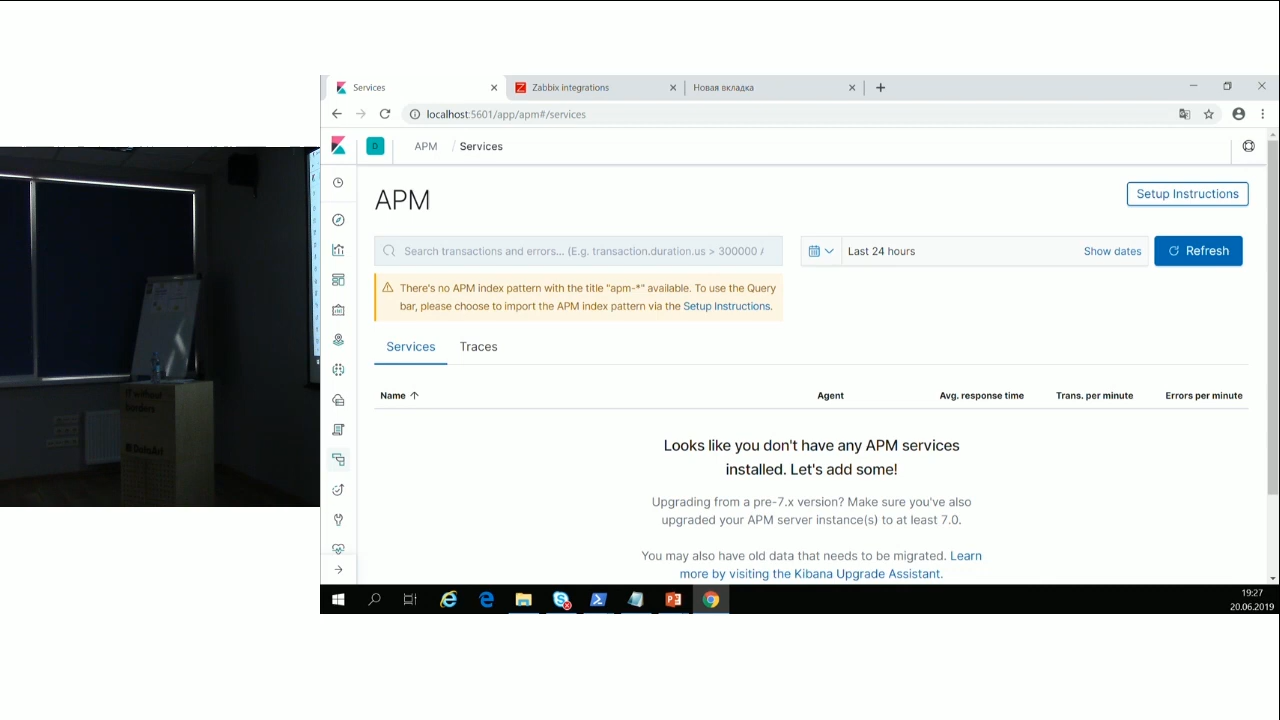 Services
Zabbix integrations
Новая вкладка
localhost:5601/app/apm#/services
D
APM / Services
APM
Setup Instructions
Search transactions and errors... (E.g. transaction.duration.us > 300000 /
Last 24 hours
Show dates
Refresh
There's no APM index pattern with the title "apm-*" available. To use the Query
bar, please choose to import the APM index pattern via the Setup Instructions.
Services
Traces
Name
Agent
Avg. response time
Trans. per minute
Errors per minute
Looks like you don't have any APM services
installed. Let's add some!
Upgrading from a pre-7.x version? Make sure you've also
upgraded your APM server instance(s) to at least 7.0.
You may also have old data that needs to be migrated. Learn
more by visiting the Kibana Upgrade Assistant.
19:27
20.06.2019
IT without
borders
DataArt